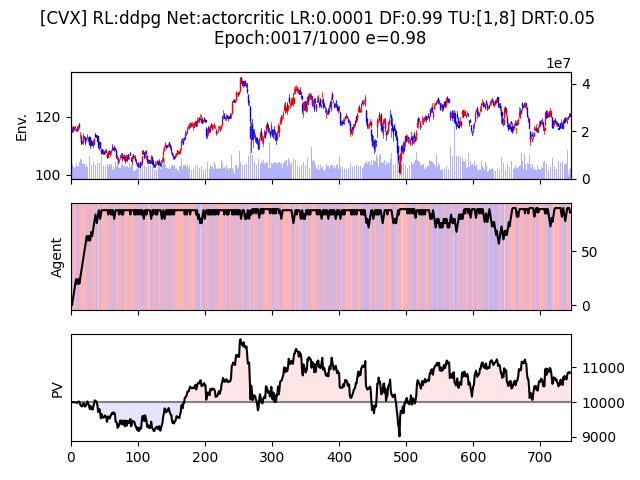 [CVX] RL:ddpg Net:actorcritic LR:0.0001 DF:0.99 TU:[1,8] DRT:0.05
Epoch:0017/1000 e=0.98
1e7
Env.
120
100
4
2
0
Agent
50
0
PV
11000
10000
9000
0 100 200 300 400 500 600 700